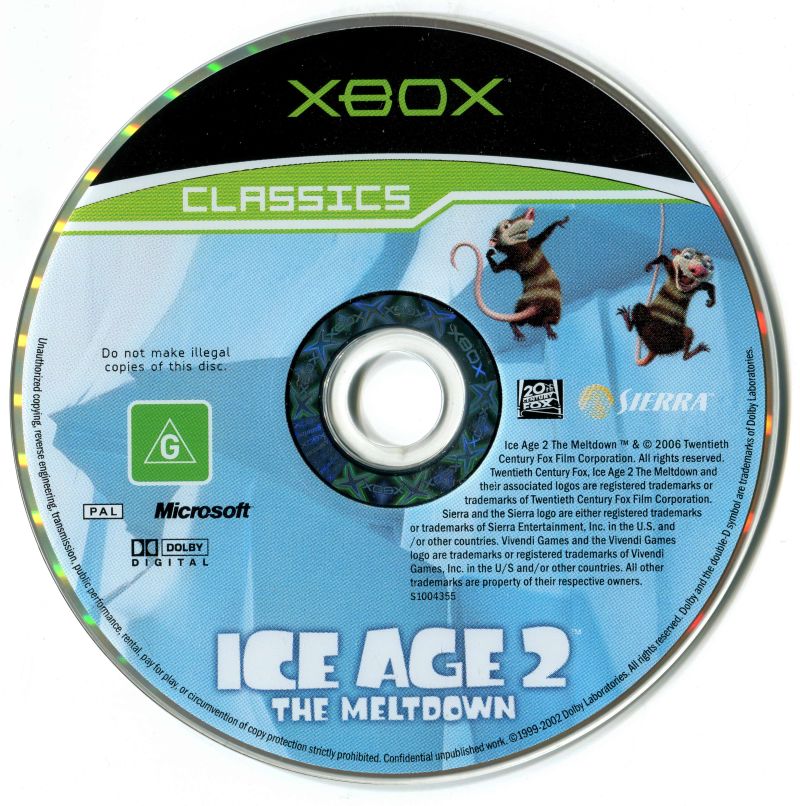 XBOX
CLASSICS
Do not make illegal
copies of this disc.
G
PAL
Microsoft
DOLBY
DIGITAL
XBOX
XBOX
20th
CENTURY
FOX
SIERRA™
Ice Age 2 The Meltdown ™ & © 2006 Twentieth
Century Fox Film Corporation. All rights reserved.
Twentieth Century Fox, Ice Age 2 The Meltdown and
their associated logos are registered trademarks or
trademarks of Twentieth Century Fox Film Corporation.
Sierra and the Sierra logo are either registered trademarks
or trademarks of Sierra Entertainment, Inc. in the U.S. and
/or other countries. Vivendi Games and the Vivendi Games
logo are trademarks or registered trademarks of Vivendi
Games, Inc. in the U/S and/or other countries. All other
trademarks are property of their respective owners.
S1004355
ICE AGE 2™
THE MELTDOWN
Unauthorized copying, reverse engineering, transmission, public performance, rental, pay for play, or circumvention of copy protection strictly prohibited. Confidential unpublished work. ©1999-2002 Dolby Laboratories. All rights reserved. Dolby and the double-D symbol are trademarks of Dolby Laboratories.